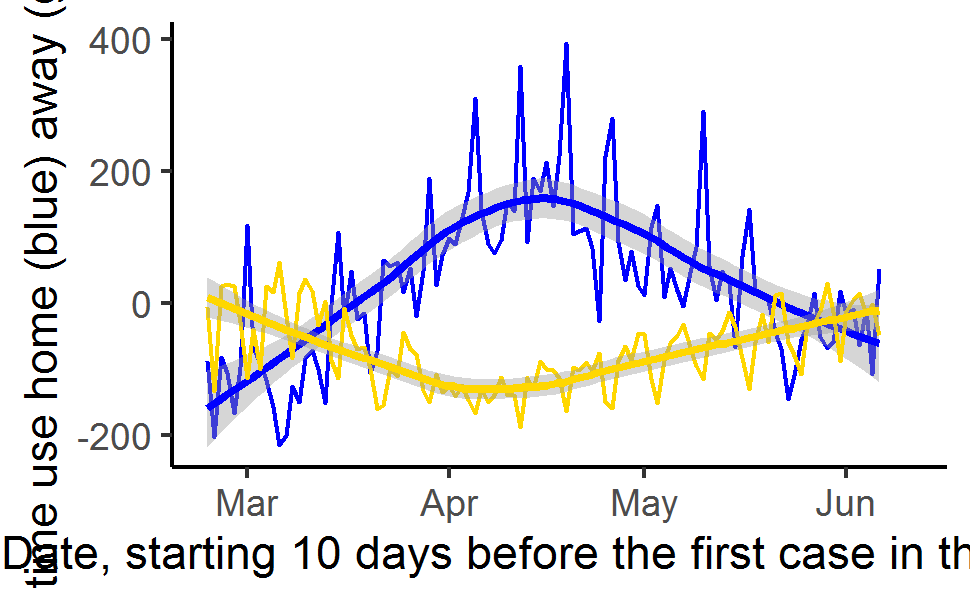 time use home (blue) away (
400
200
0
-200
Mar Apr May Jun
Date, starting 10 days before the first case in th